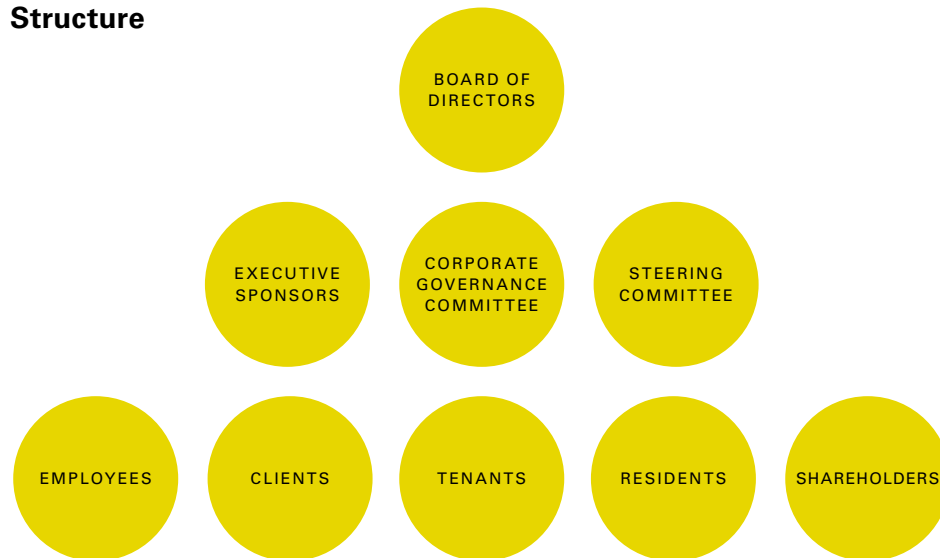 Structure
BOARD OF
DIRECTORS
EXECUTIVE
SPONSORS
CORPORATE
GOVERNANCE
COMMITTEE
STEERING
COMMITTEE
EMPLOYEES
CLIENTS
TENANTS
RESIDENTS
SHAREHOLDERS